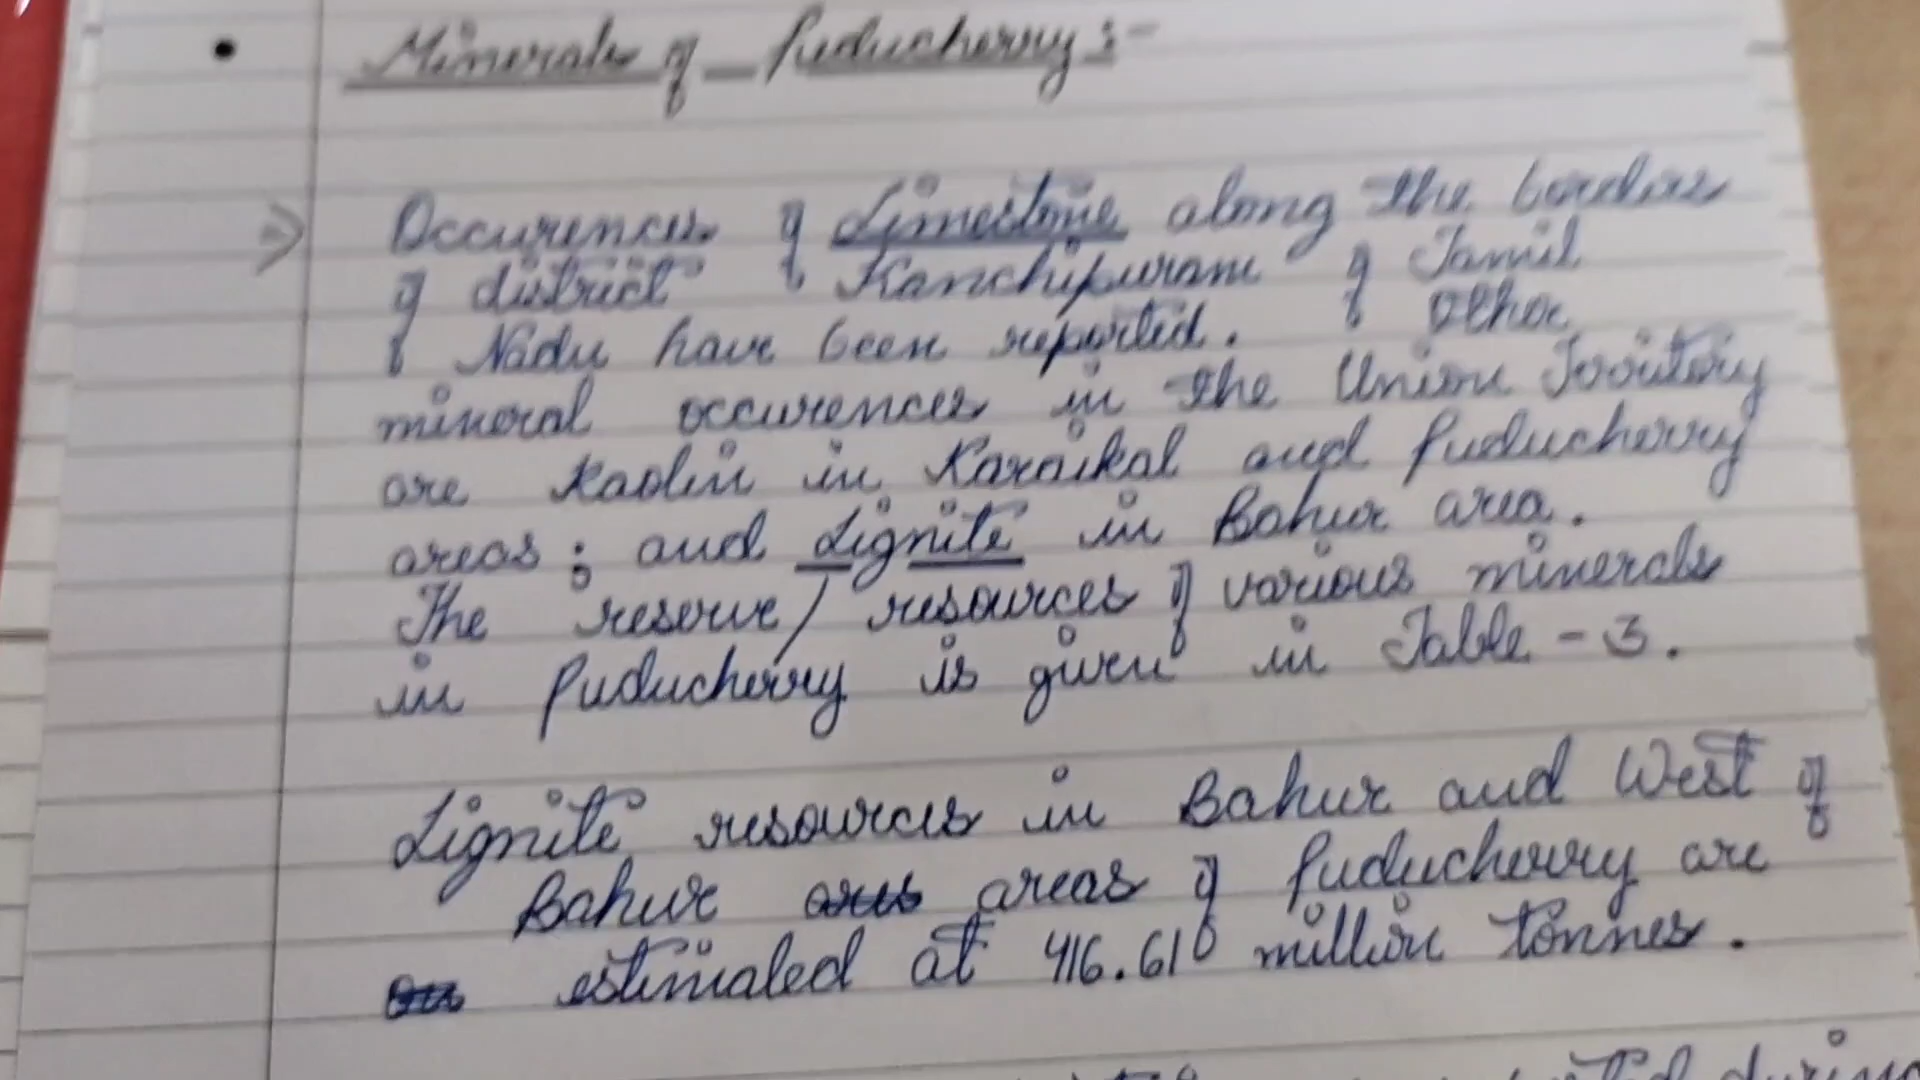 Minerals of Puducherry :-
Occurences of Limestone along the borders
of district Kanchipuram of Tamil
Nadu have been reported. Other
mineral occurences in the Union Territory
are Kaolin in Karaikal and Puducherry
areas ; and Lignite in Bahur area.
The reserve/ resources of various minerals
in Puducherry is given in Table - 3.
Lignite resources in Bahur and West of
Bahur areas of Puducherry are
estimated at 416.61 million tonnes.